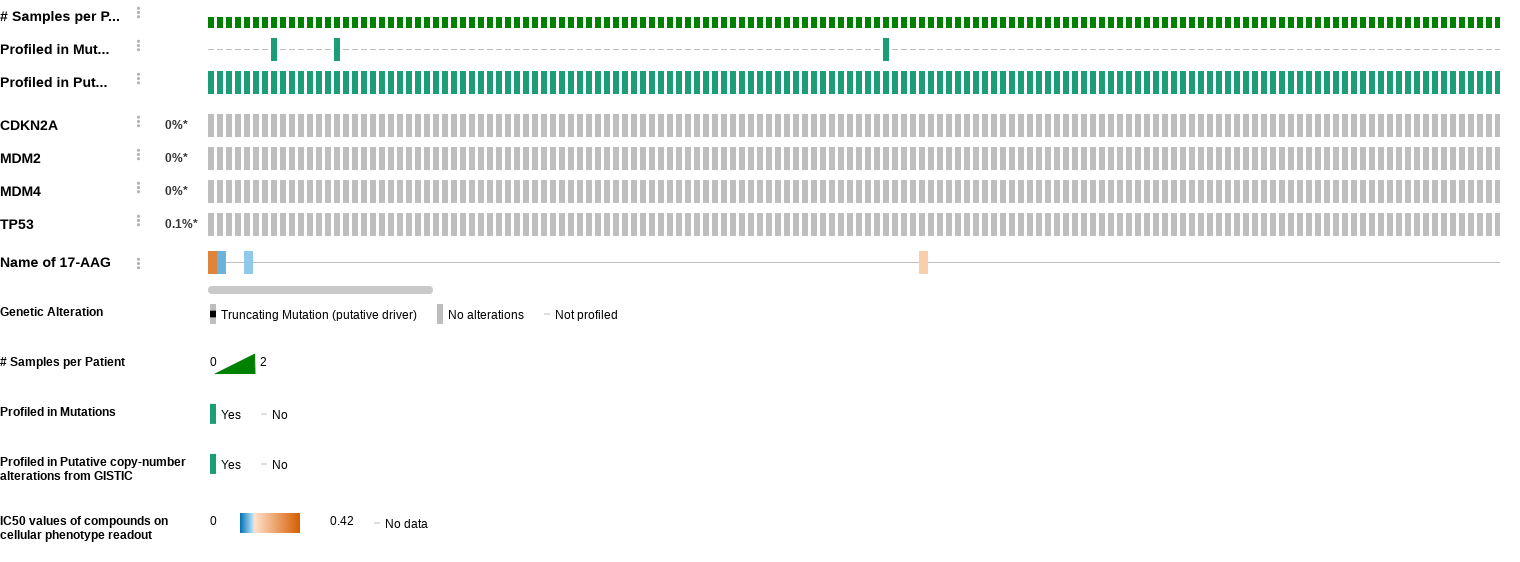 # Samples per P...
Profiled in Mut...
Profiled in Put...
CDKN2A 0%*
MDM2 0%*
MDM4 0%*
TP53 0.1%*
Name of 17-AAG
Genetic Alteration Truncating Mutation (putative driver) No alterations Not profiled
# Samples per Patient 0 2
Profiled in Mutations Yes No
Profiled in Putative copy-number
alterations from GISTIC Yes No
IC50 values of compounds on
cellular phenotype readout 0 0.42 No data